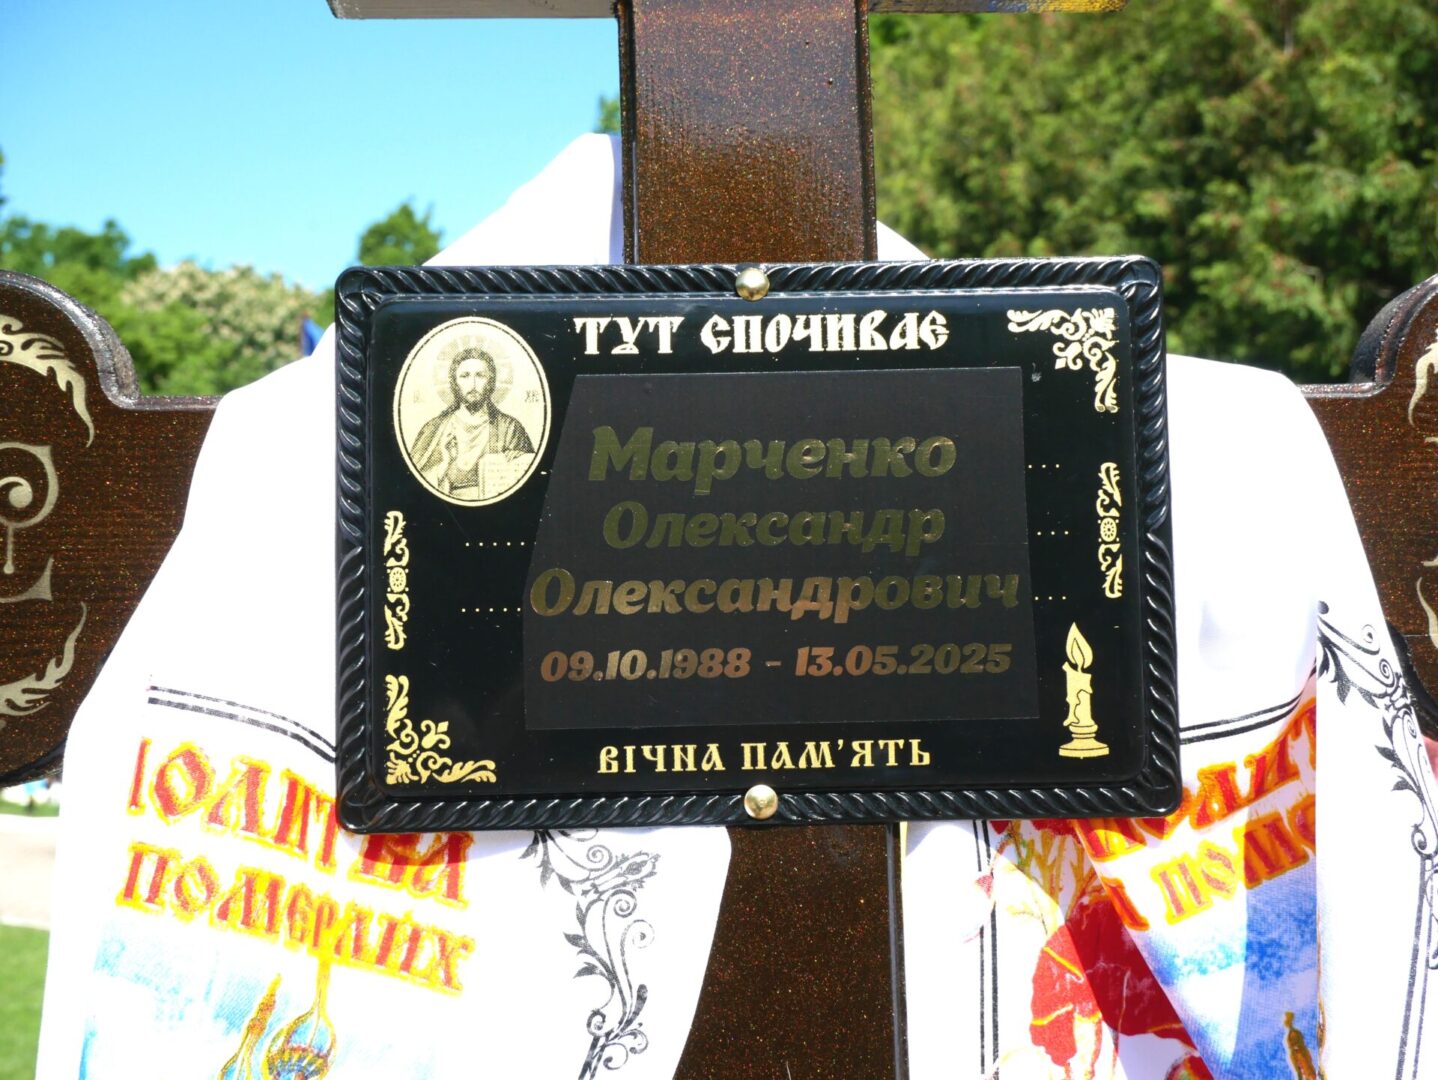 ТУТ СПОЧИВАЄ
Марченко
Олександр
Олександрович
09.10.1988 - 13.05.2025
ВІЧНА ПАМ'ЯТЬ
ПОМЕРЛИХ